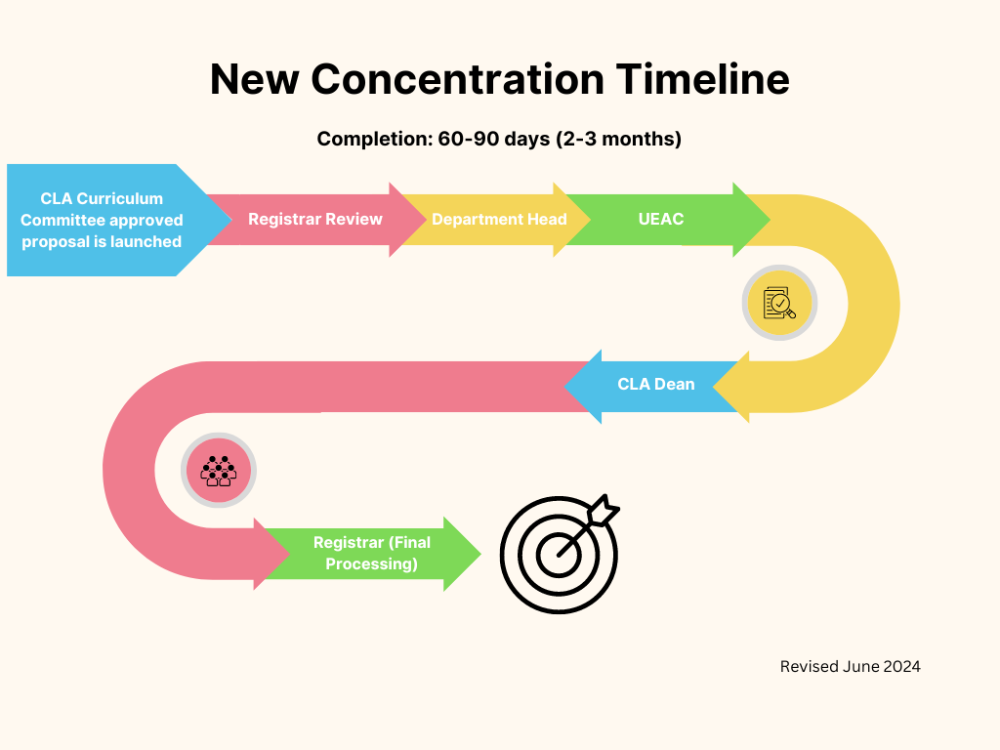 New Concentration Timeline
Completion: 60-90 days (2-3 months)
CLA Curriculum
Committee approved
proposal is launched
Registrar Review
Department Head
UEAC
CLA Dean
Registrar (Final
Processing)
Revised June 2024